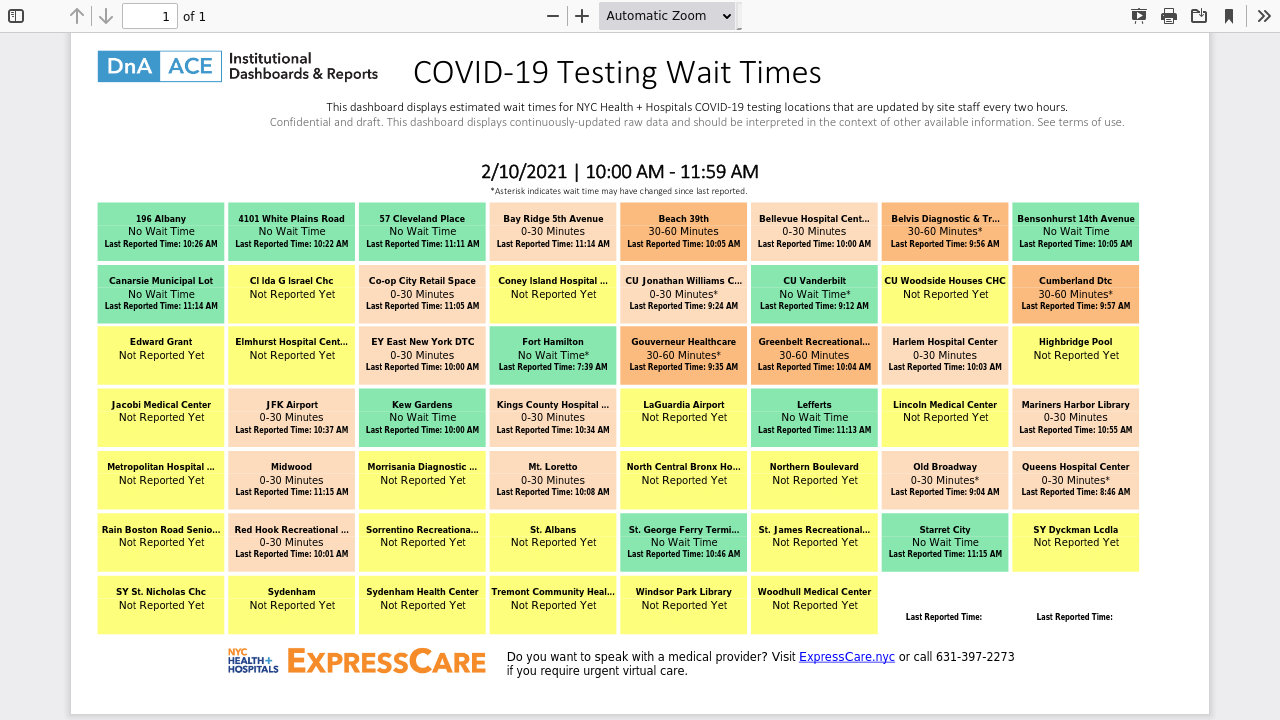 1 of 1
Automatic Zoom
DnA ACE Institutional
Dashboards & Reports
COVID-19 Testing Wait Times
This dashboard displays estimated wait times for NYC Health + Hospitals COVID-19 testing locations that are updated by site staff every two hours.
Confidential and draft. This dashboard displays continuously-updated raw data and should be interpreted in the context of other available information. See terms of use.
2/10/2021 | 10:00 AM - 11:59 AM
*Asterisk indicates wait time may have changed since last reported.
196 Albany
No Wait Time
Last Reported Time: 10:26 AM
4101 White Plains Road
No Wait Time
Last Reported Time: 10:22 AM
57 Cleveland Place
No Wait Time
Last Reported Time: 11:11 AM
Bay Ridge 5th Avenue
0-30 Minutes
Last Reported Time: 11:14 AM
Beach 39th
30-60 Minutes
Last Reported Time: 10:05 AM
Bellevue Hospital Cent...
0-30 Minutes
Last Reported Time: 10:00 AM
Belvis Diagnostic & Tr...
30-60 Minutes*
Last Reported Time: 9:56 AM
Bensonhurst 14th Avenue
No Wait Time
Last Reported Time: 10:05 AM
Canarsie Municipal Lot
No Wait Time
Last Reported Time: 11:14 AM
Cl Ida G Israel Chc
Not Reported Yet
Co-op City Retail Space
0-30 Minutes
Last Reported Time: 11:05 AM
Coney Island Hospital ...
Not Reported Yet
CU Jonathan Williams C...
0-30 Minutes*
Last Reported Time: 9:24 AM
CU Vanderbilt
No Wait Time*
Last Reported Time: 9:12 AM
CU Woodside Houses CHC
Not Reported Yet
Cumberland Dtc
30-60 Minutes*
Last Reported Time: 9:57 AM
Edward Grant
Not Reported Yet
Elmhurst Hospital Cent...
Not Reported Yet
EY East New York DTC
0-30 Minutes
Last Reported Time: 10:00 AM
Fort Hamilton
No Wait Time*
Last Reported Time: 7:39 AM
Gouverneur Healthcare
30-60 Minutes*
Last Reported Time: 9:35 AM
Greenbelt Recreational...
30-60 Minutes
Last Reported Time: 10:04 AM
Harlem Hospital Center
0-30 Minutes
Last Reported Time: 10:03 AM
Highbridge Pool
Not Reported Yet
Jacobi Medical Center
Not Reported Yet
JFK Airport
0-30 Minutes
Last Reported Time: 10:37 AM
Kew Gardens
No Wait Time
Last Reported Time: 10:00 AM
Kings County Hospital ...
0-30 Minutes
Last Reported Time: 10:34 AM
LaGuardia Airport
Not Reported Yet
Lefferts
No Wait Time
Last Reported Time: 11:13 AM
Lincoln Medical Center
Not Reported Yet
Mariners Harbor Library
0-30 Minutes
Last Reported Time: 10:55 AM
Metropolitan Hospital ...
Not Reported Yet
Midwood
0-30 Minutes
Last Reported Time: 11:15 AM
Morrisania Diagnostic ...
Not Reported Yet
Mt. Loretto
0-30 Minutes
Last Reported Time: 10:08 AM
North Central Bronx Ho...
Not Reported Yet
Northern Boulevard
Not Reported Yet
Old Broadway
0-30 Minutes*
Last Reported Time: 9:04 AM
Queens Hospital Center
0-30 Minutes*
Last Reported Time: 8:46 AM
Rain Boston Road Senio...
Not Reported Yet
Red Hook Recreational ...
0-30 Minutes
Last Reported Time: 10:01 AM
Sorrentino Recreationa...
Not Reported Yet
St. Albans
Not Reported Yet
St. George Ferry Termi...
No Wait Time
Last Reported Time: 10:46 AM
St. James Recreational...
Not Reported Yet
Starret City
No Wait Time
Last Reported Time: 11:15 AM
SY Dyckman Lcdla
Not Reported Yet
SY St. Nicholas Chc
Not Reported Yet
Sydenham
Not Reported Yet
Sydenham Health Center
Not Reported Yet
Tremont Community Heal...
Not Reported Yet
Windsor Park Library
Not Reported Yet
Woodhull Medical Center
Not Reported Yet
Last Reported Time:
Last Reported Time:
NYC
HEALTH+
HOSPITALS
EXPRESSCARE
Do you want to speak with a medical provider? Visit ExpressCare.nyc or call 631-397-2273
if you require urgent virtual care.